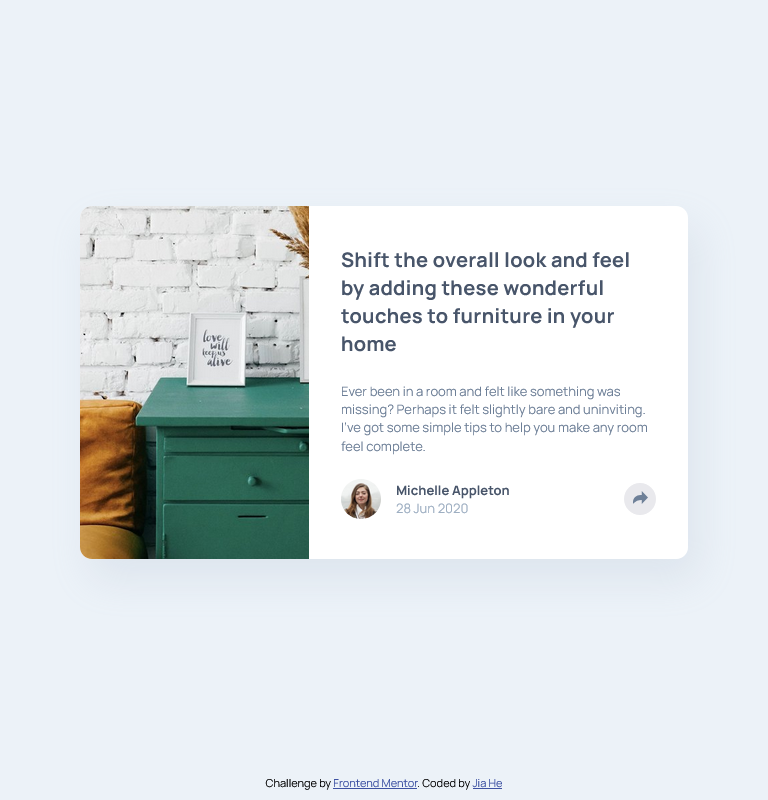 love
will
keep us
alive
Shift the overall look and feel
by adding these wonderful
touches to furniture in your
home
Ever been in a room and felt like something was
missing? Perhaps it felt slightly bare and uninviting.
I've got some simple tips to help you make any room
feel complete.
Michelle Appleton
28 Jun 2020
Challenge by Frontend Mentor. Coded by Jia He